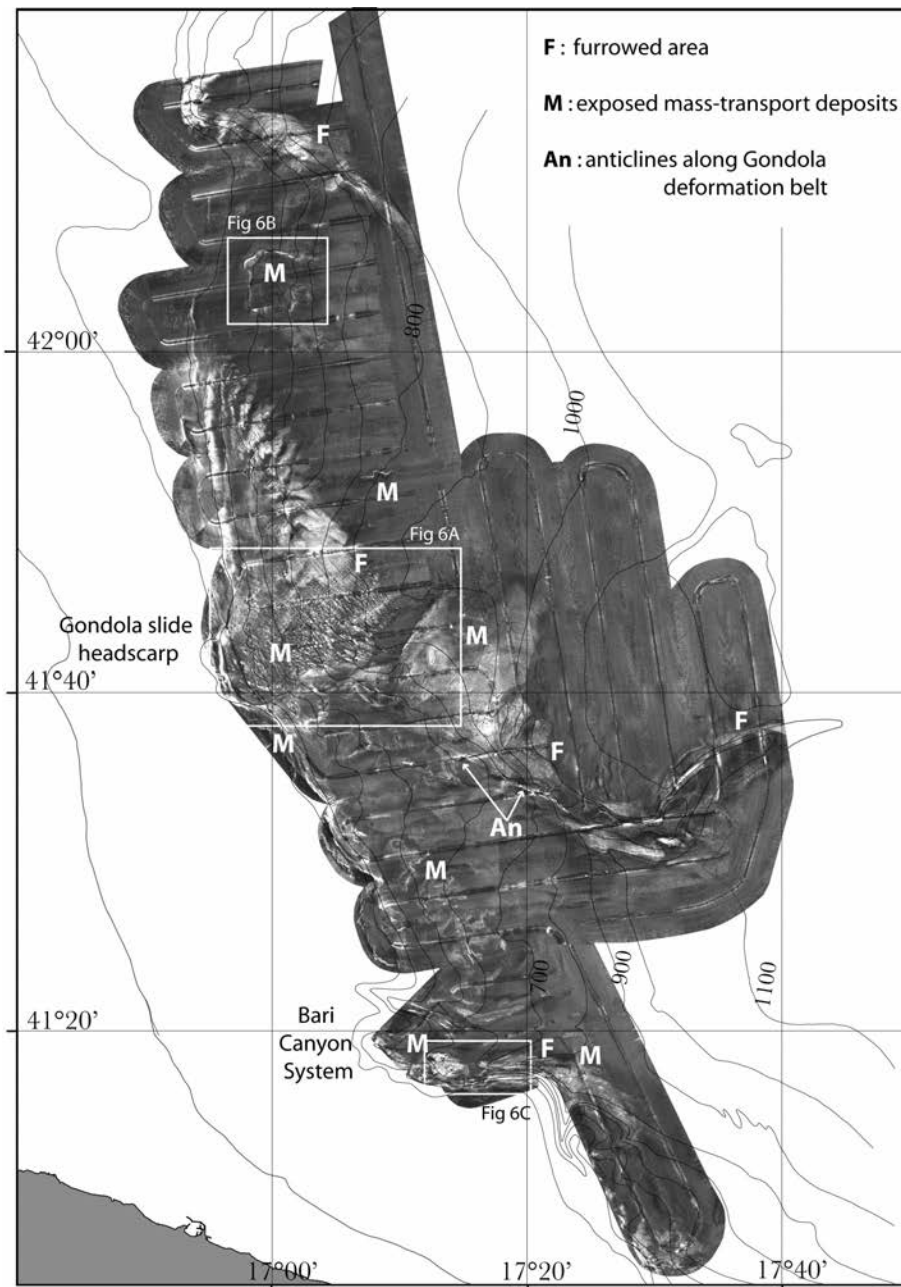 F : furrowed area
M : exposed mass-transport deposits
An : anticlines along Gondola
deformation belt
F
Fig 6B
M
800
42°00’
1000
M
Fig 6A
F
Gondola slide
headscarp
M
M
41°40’
M
F
F
An
M
700
900
1100
41°20’
Bari
Canyon
System
M
F
M
Fig 6C
17°00’
17°20’
17°40’